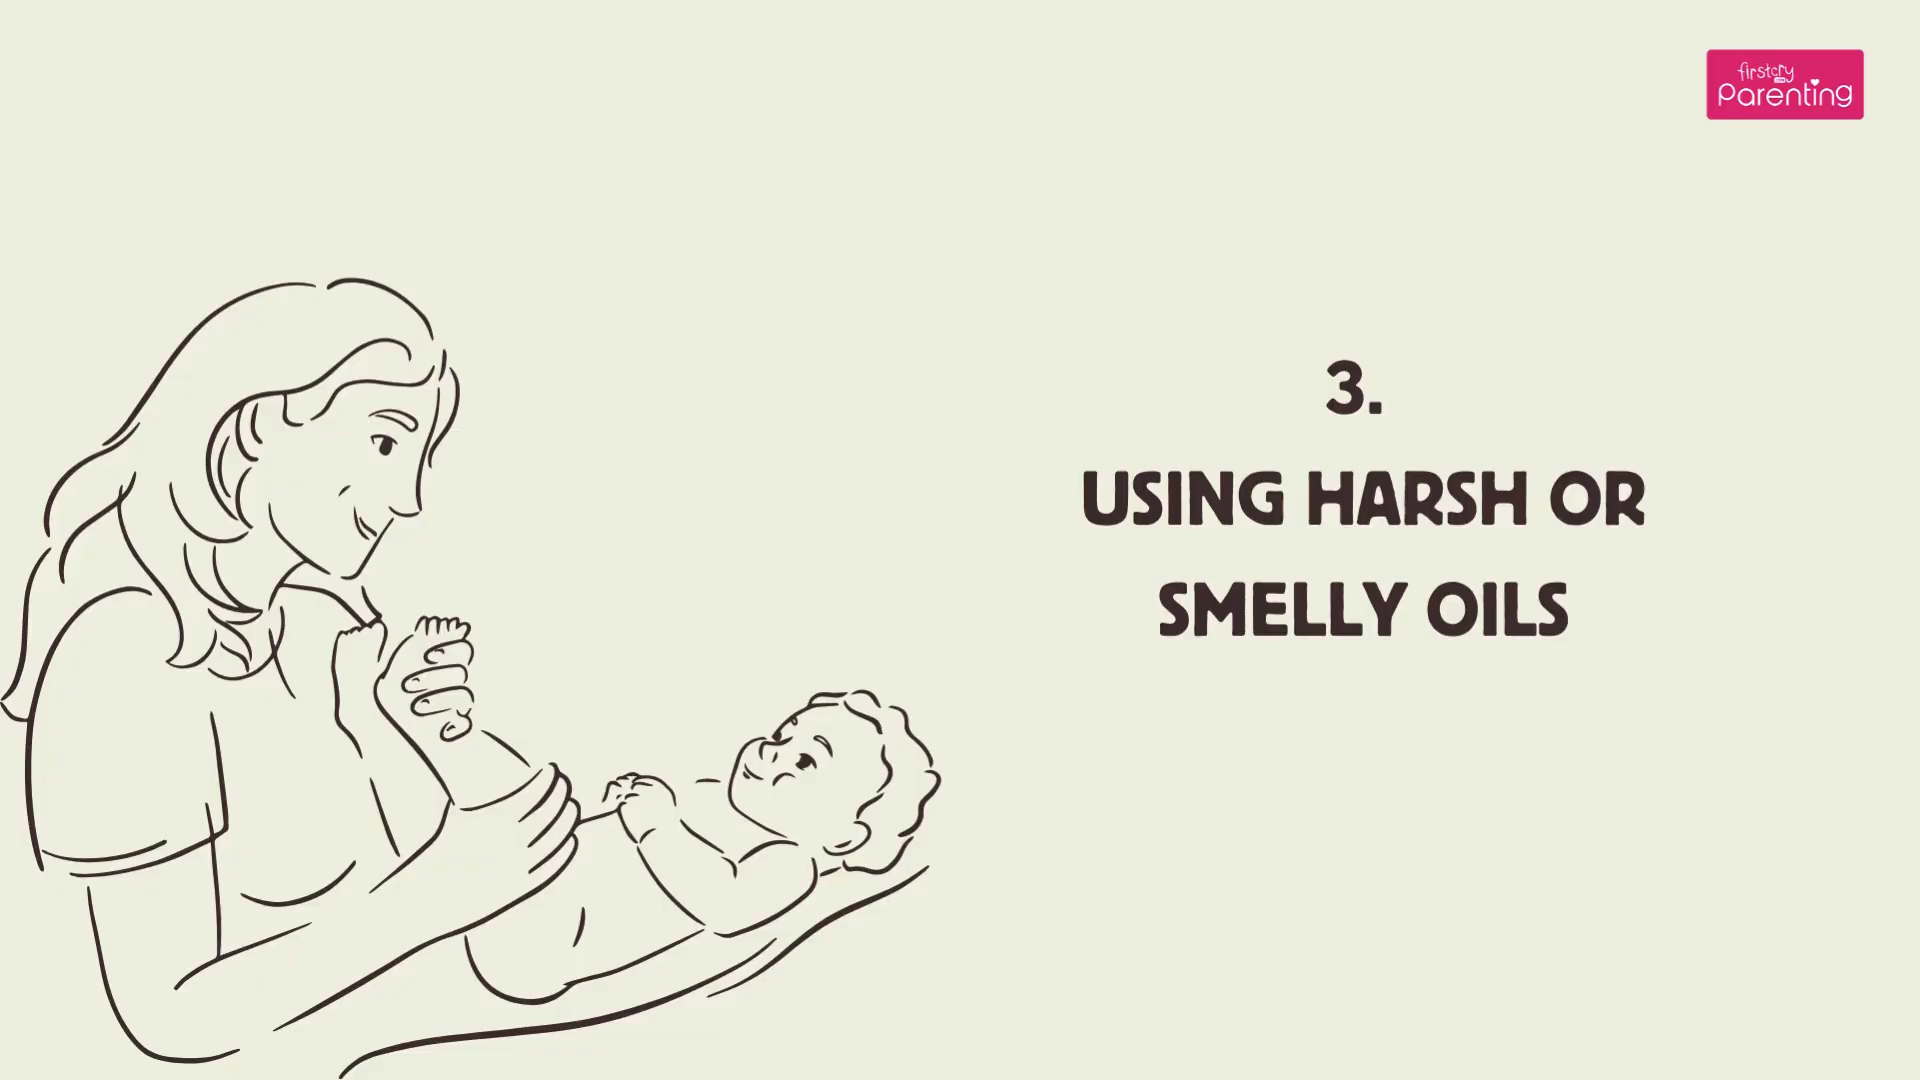 firstcry
Parenting
3.
USING HARSH OR
SMELLY OILS